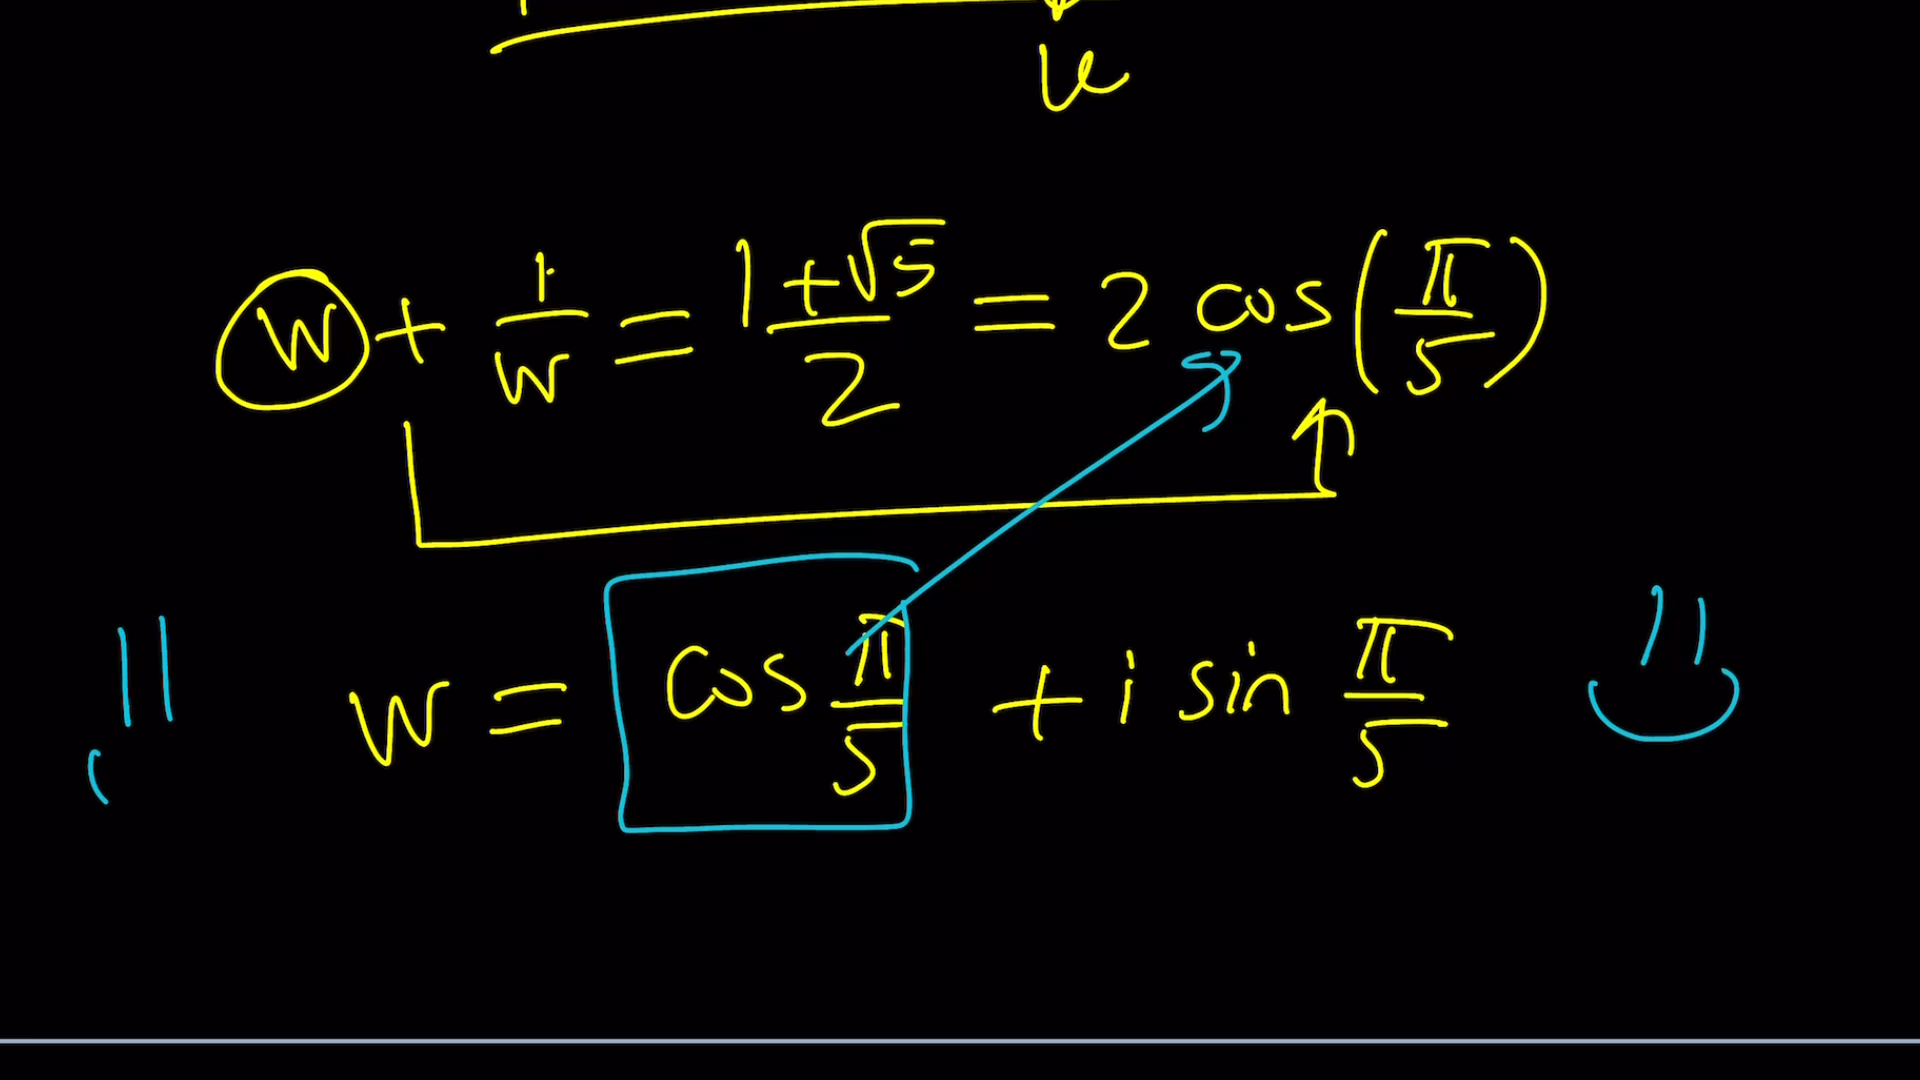 u
w + 1/w = (1+√5)/2 = 2 cos(π/5)
w = cos π/5 + i sin π/5